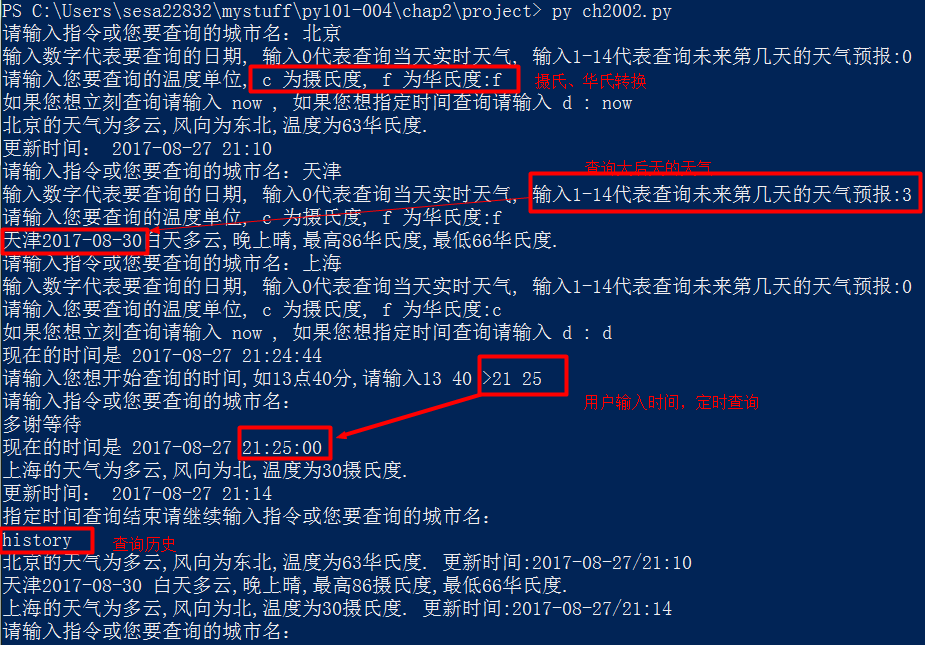 PS C:\Users\sesa22832\mystuff\py101-004\chap2\project> py ch2002.py
请输入指令或您要查询的城市名: 北京
输入数字代表要查询的日期, 输入0代表查询当天实时天气, 输入1-14代表查询未来第几天的天气预报:0
请输入您要查询的温度单位, c 为摄氏度, f 为华氏度:f
摄氏、华氏转换
如果您想立刻查询请输入 now , 如果您想指定时间查询请输入 d : now
北京的天气为多云,风向为东北,温度为63华氏度.
更新时间: 2017-08-27 21:10
请输入指令或您要查询的城市名: 天津
查询大后天的天气
输入数字代表要查询的日期, 输入0代表查询当天实时天气, 输入1-14代表查询未来第几天的天气预报:3
请输入您要查询的温度单位, c 为摄氏度, f 为华氏度:f
天津2017-08-30 白天多云,晚上晴,最高86华氏度,最低66华氏度.
请输入指令或您要查询的城市名: 上海
输入数字代表要查询的日期, 输入0代表查询当天实时天气, 输入1-14代表查询未来第几天的天气预报:0
请输入您要查询的温度单位, c 为摄氏度, f 为华氏度:c
如果您想立刻查询请输入 now , 如果您想指定时间查询请输入 d : d
现在的时间是 2017-08-27 21:24:44
请输入您想开始查询的时间,如13点40分,请输入13 40 >21 25
请输入指令或您要查询的城市名:
用户输入时间，定时查询
多谢等待
现在的时间是 2017-08-27 21:25:00
上海的天气为多云,风向为北,温度为30摄氏度.
更新时间: 2017-08-27 21:14
指定时间查询结束请继续输入指令或您要查询的城市名:
history
查询历史
北京的天气为多云,风向为东北,温度为63华氏度. 更新时间:2017-08-27/21:10
天津2017-08-30 白天多云,晚上晴,最高86摄氏度,最低66华氏度.
上海的天气为多云,风向为北,温度为30摄氏度. 更新时间:2017-08-27/21:14
请输入指令或您要查询的城市名: